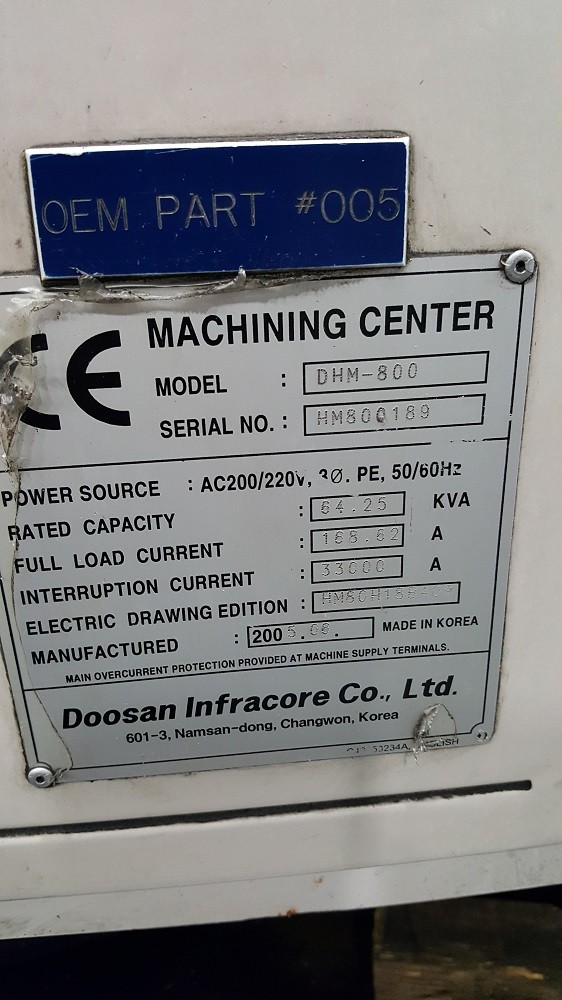 OEM PART #005
CE MACHINING CENTER
MODEL : DHM-800
SERIAL NO. : HM800189
POWER SOURCE : AC200/220V, 3Ø. PE, 50/60Hz
RATED CAPACITY : 64.25 KVA
FULL LOAD CURRENT : 168.62 A
INTERRUPTION CURRENT : 33000 A
ELECTRIC DRAWING EDITION :
MANUFACTURED : 2005.06. MADE IN KOREA
MAIN OVERCURRENT PROTECTION PROVIDED AT MACHINE SUPPLY TERMINALS.
Doosan Infracore Co., Ltd.
601-3, Namsan-dong, Changwon, Korea